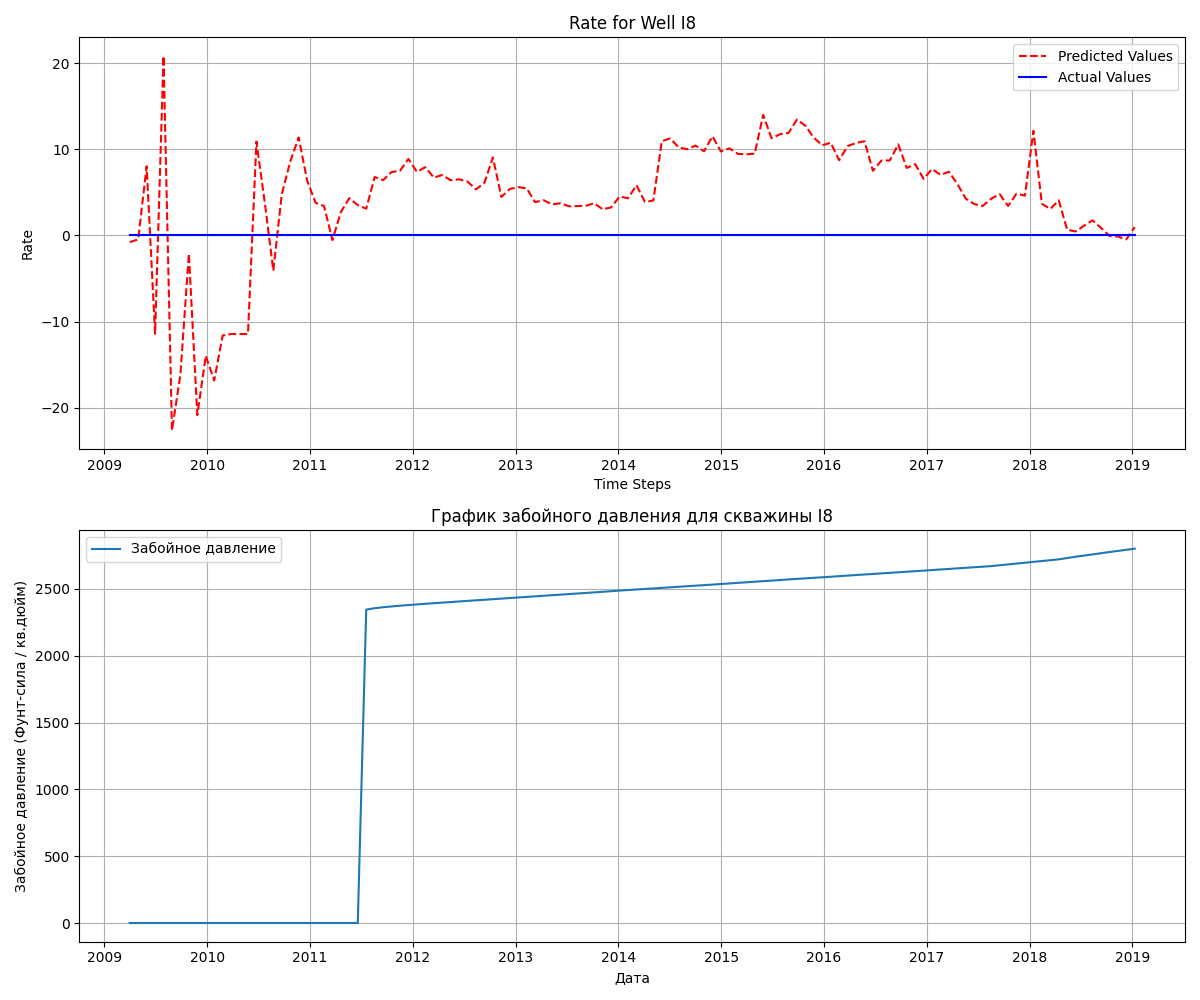 Rate for Well I8
Predicted Values
Actual Values
Rate
20
10
0
−10
−20
2009 2010 2011 2012 2013 2014 2015 2016 2017 2018 2019
Time Steps
График забойного давления для скважины I8
Забойное давление
Забойное давление (Фунт-сила / кв.дюйм)
2500
2000
1500
1000
500
0
2009 2010 2011 2012 2013 2014 2015 2016 2017 2018 2019
Дата